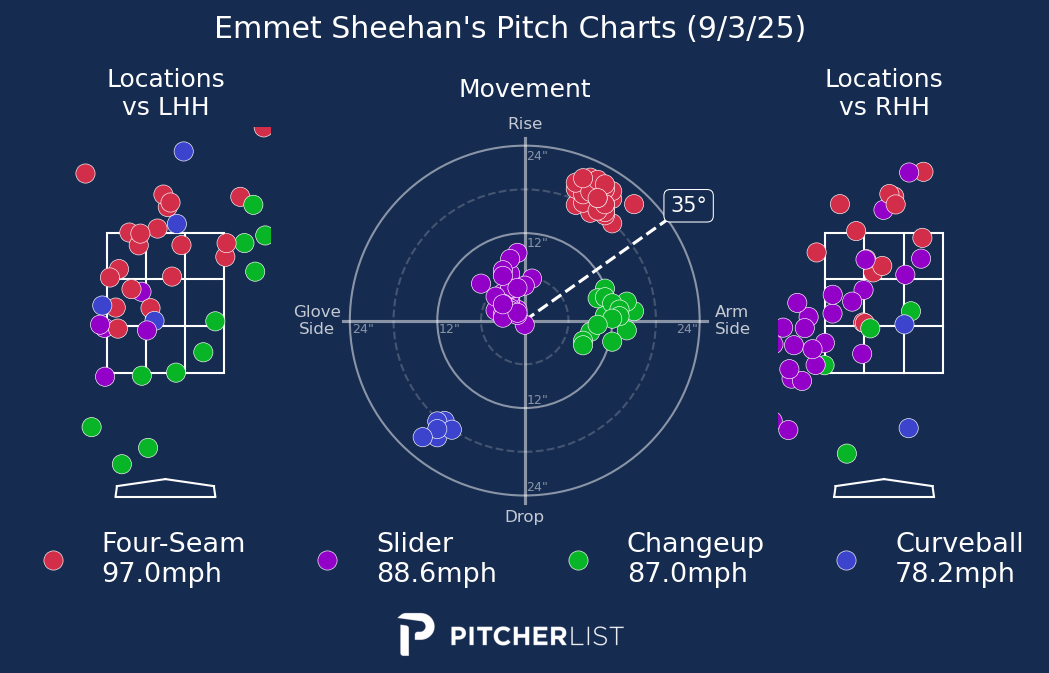 Emmet Sheehan's Pitch Charts (9/3/25)
Locations
vs LHH
Movement
Locations
vs RHH
Rise
24"
35°
12"
Glove
Side
24"
12"
24"
Arm
Side
12"
24"
Drop
Four-Seam
97.0mph
Slider
88.6mph
Changeup
87.0mph
Curveball
78.2mph
PITCHERLIST